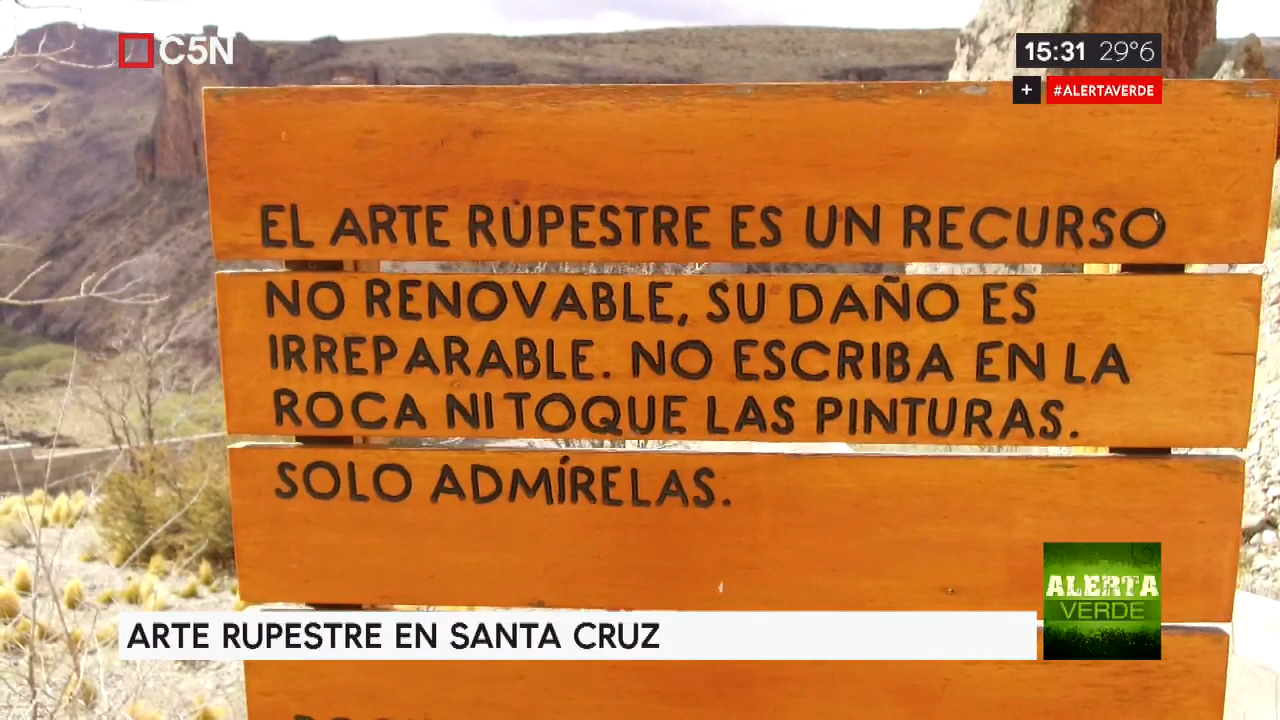 C5N
15:31 29°6
+ #ALERTAVERDE
EL ARTE RUPESTRE ES UN RECURSO
NO RENOVABLE, SU DAÑO ES
IRREPARABLE. NO ESCRIBA EN LA
ROCA NI TOQUE LAS PINTURAS.
SOLO ADMÍRELAS.
ALERTA
VERDE
ARTE RUPESTRE EN SANTA CRUZ